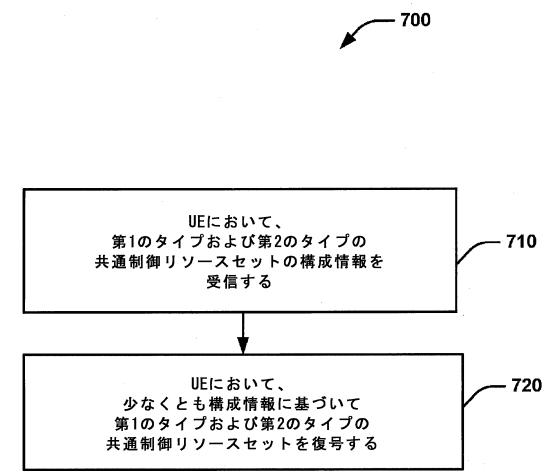 700
UEにおいて、
第1のタイプおよび第2のタイプの
共通制御リソースセットの構成情報を
受信する
710
UEにおいて、
少なくとも構成情報に基づいて
第1のタイプおよび第2のタイプの
共通制御リソースセットを復号する
720